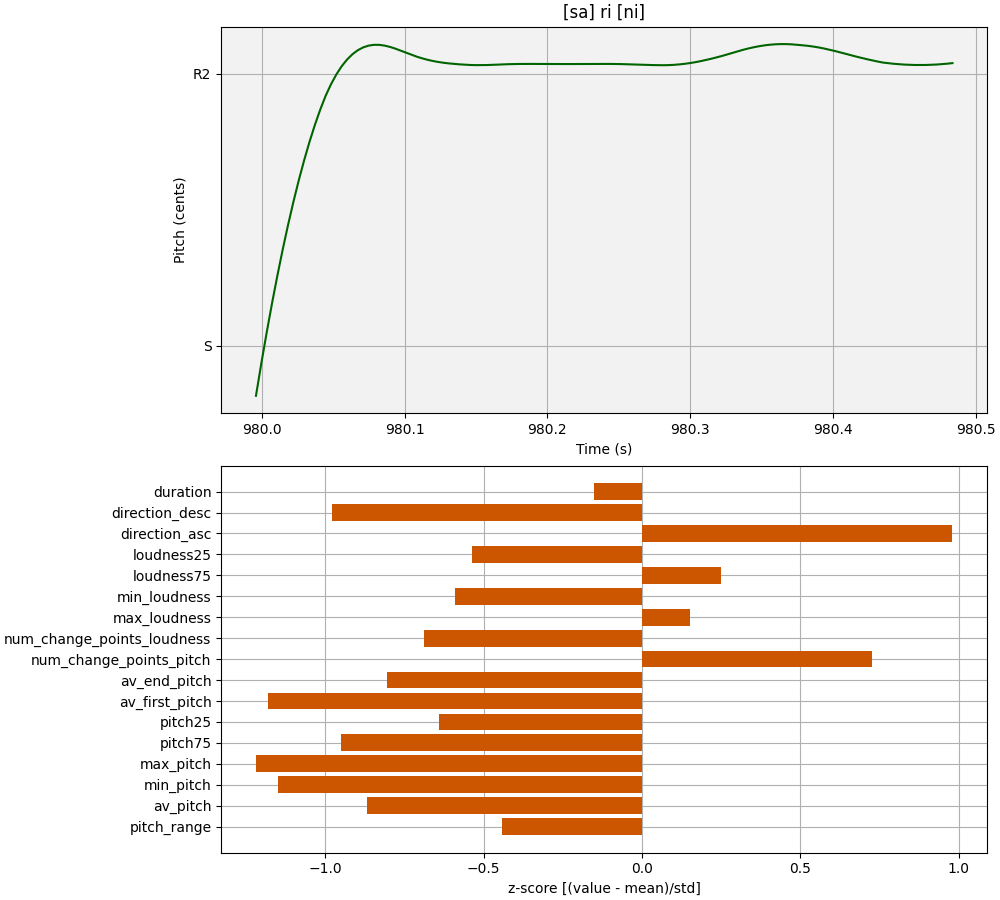 [sa] ri [ni]
R2
S
Pitch (cents)
980.0 980.1 980.2 980.3 980.4 980.5
Time (s)
duration
direction_desc
direction_asc
loudness25
loudness75
min_loudness
max_loudness
num_change_points_loudness
num_change_points_pitch
av_end_pitch
av_first_pitch
pitch25
pitch75
max_pitch
min_pitch
av_pitch
pitch_range
−1.0 −0.5 0.0 0.5 1.0
z-score [(value - mean)/std]